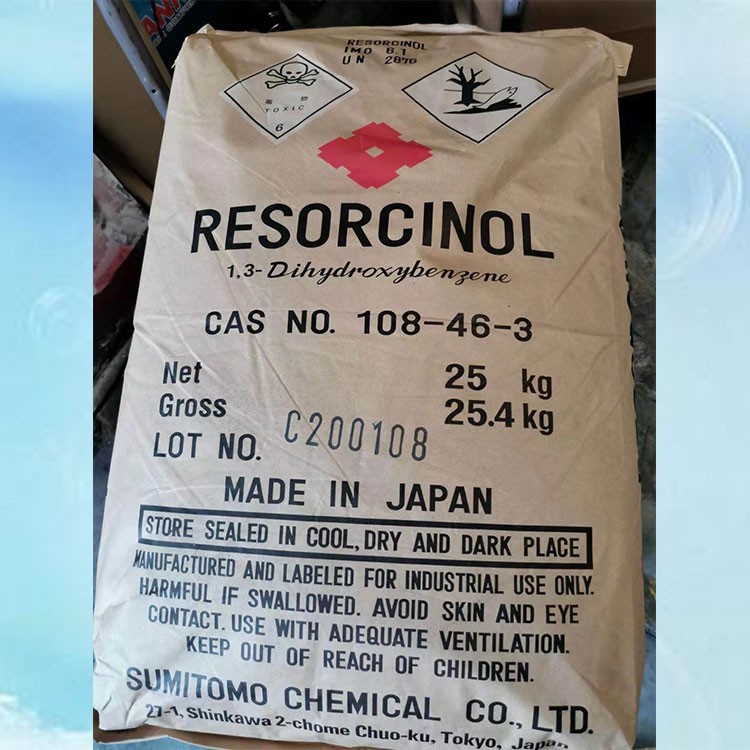 RESORCINOL
IMO 6.1
UN 2876
毒物
TOXIC
6
RESORCINOL
1,3-Dihydroxybenzene
CAS NO. 108-46-3
Net 25 kg
Gross 25.4 kg
LOT NO. C200108
MADE IN JAPAN
STORE SEALED IN COOL, DRY AND DARK PLACE
MANUFACTURED AND LABELED FOR INDUSTRIAL USE ONLY.
HARMFUL IF SWALLOWED. AVOID SKIN AND EYE
CONTACT. USE WITH ADEQUATE VENTILATION.
KEEP OUT OF REACH OF CHILDREN.
SUMITOMO CHEMICAL CO., LTD.
27-1, Shinkawa 2-chome Chuo-ku, Tokyo, Japan